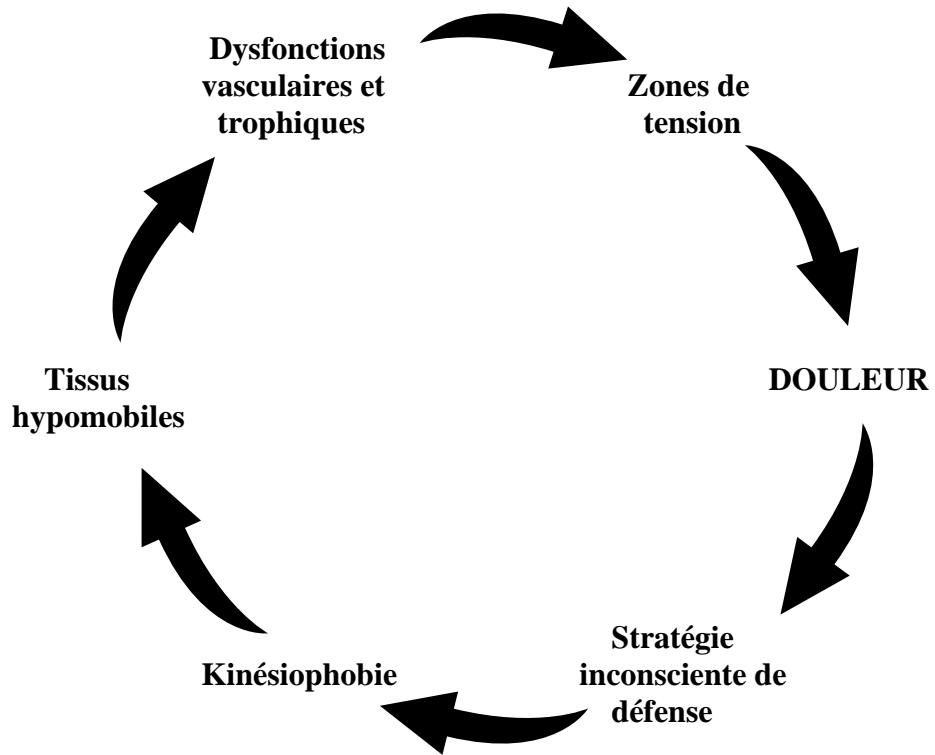 Dysfonctions
vasculaires et
trophiques
Zones de
tension
DOULEUR
Stratégie
inconsciente de
défense
Kinésiophobie
Tissus
hypomobiles